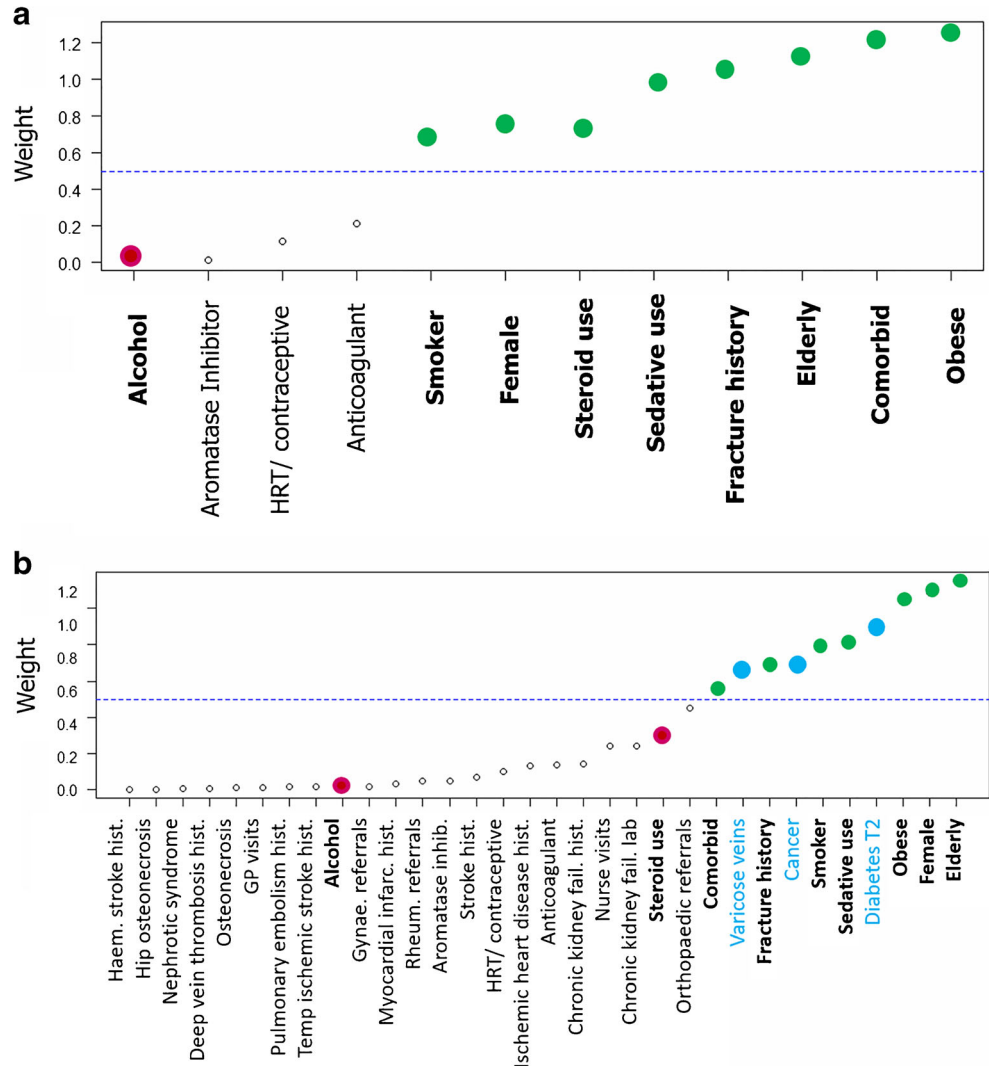 a
Weight
1.2
1.0
0.8
0.6
0.4
0.2
0.0
Alcohol
Aromatase Inhibitor
HRT/ contraceptive
Anticoagulant
Smoker
Female
Steroid use
Sedative use
Fracture history
Elderly
Comorbid
Obese
b
Weight
1.2
1.0
0.8
0.6
0.4
0.2
0.0
Haem. stroke hist.
Hip osteonecrosis
Nephrotic syndrome
Deep vein thrombosis hist.
Osteonecrosis
GP visits
Pulmonary embolism hist.
Temp ischemic stroke hist.
Alcohol
Gynae. referrals
Myocardial infarc. hist.
Rheum. referrals
Aromatase inhib.
Stroke hist.
HRT/ contraceptive
Ischemic heart disease hist.
Anticoagulant
Chronic kidney fail. hist.
Nurse visits
Chronic kidney fail. lab
Steroid use
Orthopaedic referrals
Comorbid
Varicose veins
Fracture history
Cancer
Smoker
Sedative use
Diabetes T2
Obese
Female
Elderly